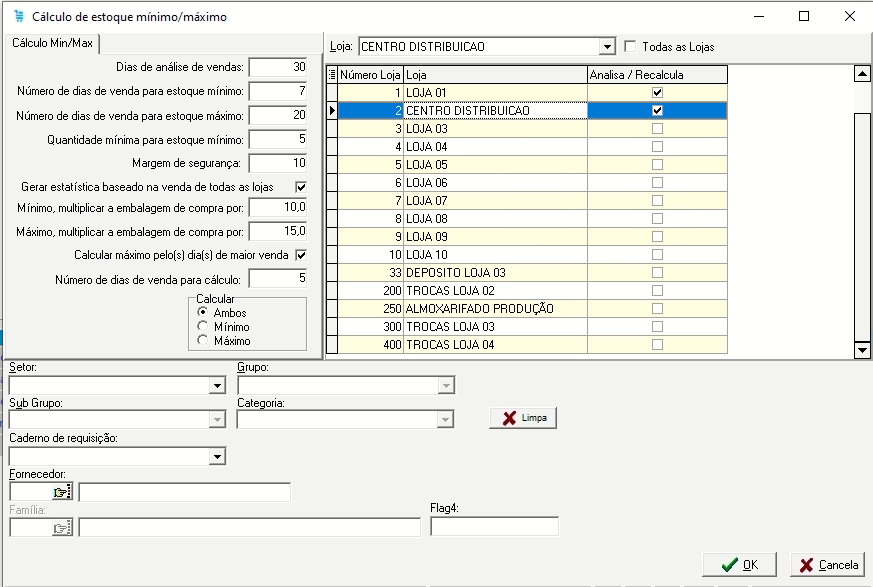 Cálculo de estoque mínimo/máximo
Cálculo Min/Max
Dias de análise de vendas: 30
Número de dias de venda para estoque mínimo: 7
Número de dias de venda para estoque máximo: 20
Quantidade mínima para estoque mínimo: 5
Margem de segurança: 10
Gerar estatística baseado na venda de todas as lojas
Mínimo, multiplicar a embalagem de compra por: 10,0
Máximo, multiplicar a embalagem de compra por: 15,0
Calcular máximo pelo(s) dia(s) de maior venda
Número de dias de venda para cálculo: 5
Calcular
Ambos
Mínimo
Máximo
Loja: CENTRO DISTRIBUICAO Todas as Lojas
Número Loja Loja Analisa / Recalcula
1 LOJA 01
2 CENTRO DISTRIBUICAO
3 LOJA 03
4 LOJA 04
5 LOJA 05
6 LOJA 06
7 LOJA 07
8 LOJA 08
9 LOJA 09
10 LOJA 10
33 DEPOSITO LOJA 03
200 TROCAS LOJA 02
250 ALMOXARIFADO PRODUÇÃO
300 TROCAS LOJA 03
400 TROCAS LOJA 04
Setor: Grupo:
Sub Grupo: Categoria:
Limpa
Caderno de requisição:
Fornecedor:
Família: Flag4:
OK Cancela